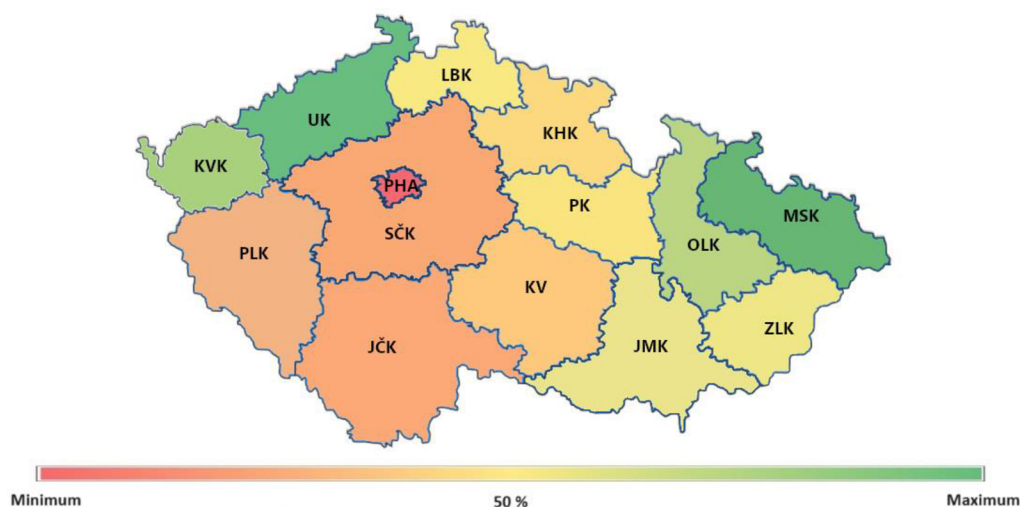 LBK
UK
KHK
KVK
PHA
PK
MSK
SČK
OLK
PLK
KV
ZLK
JČK
JMK
Minimum
50 %
Maximum